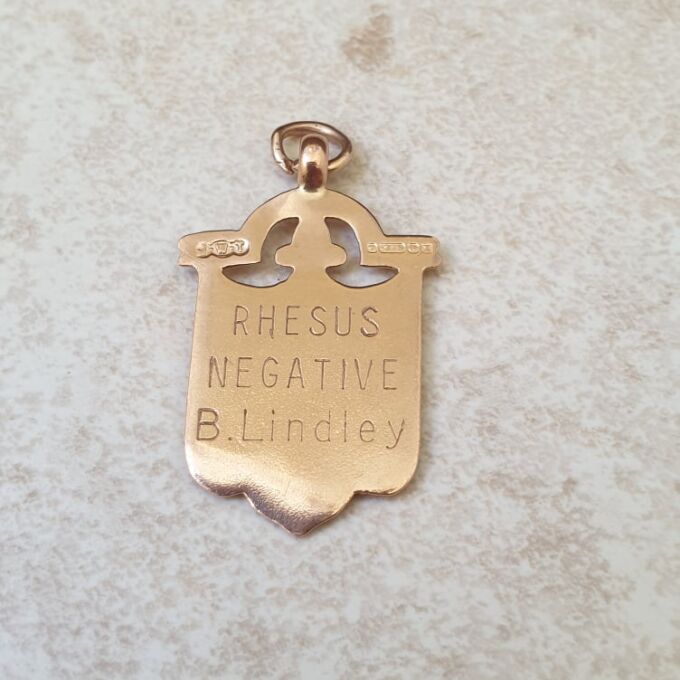 J·W·T
RHESUS
NEGATIVE
B.Lindley